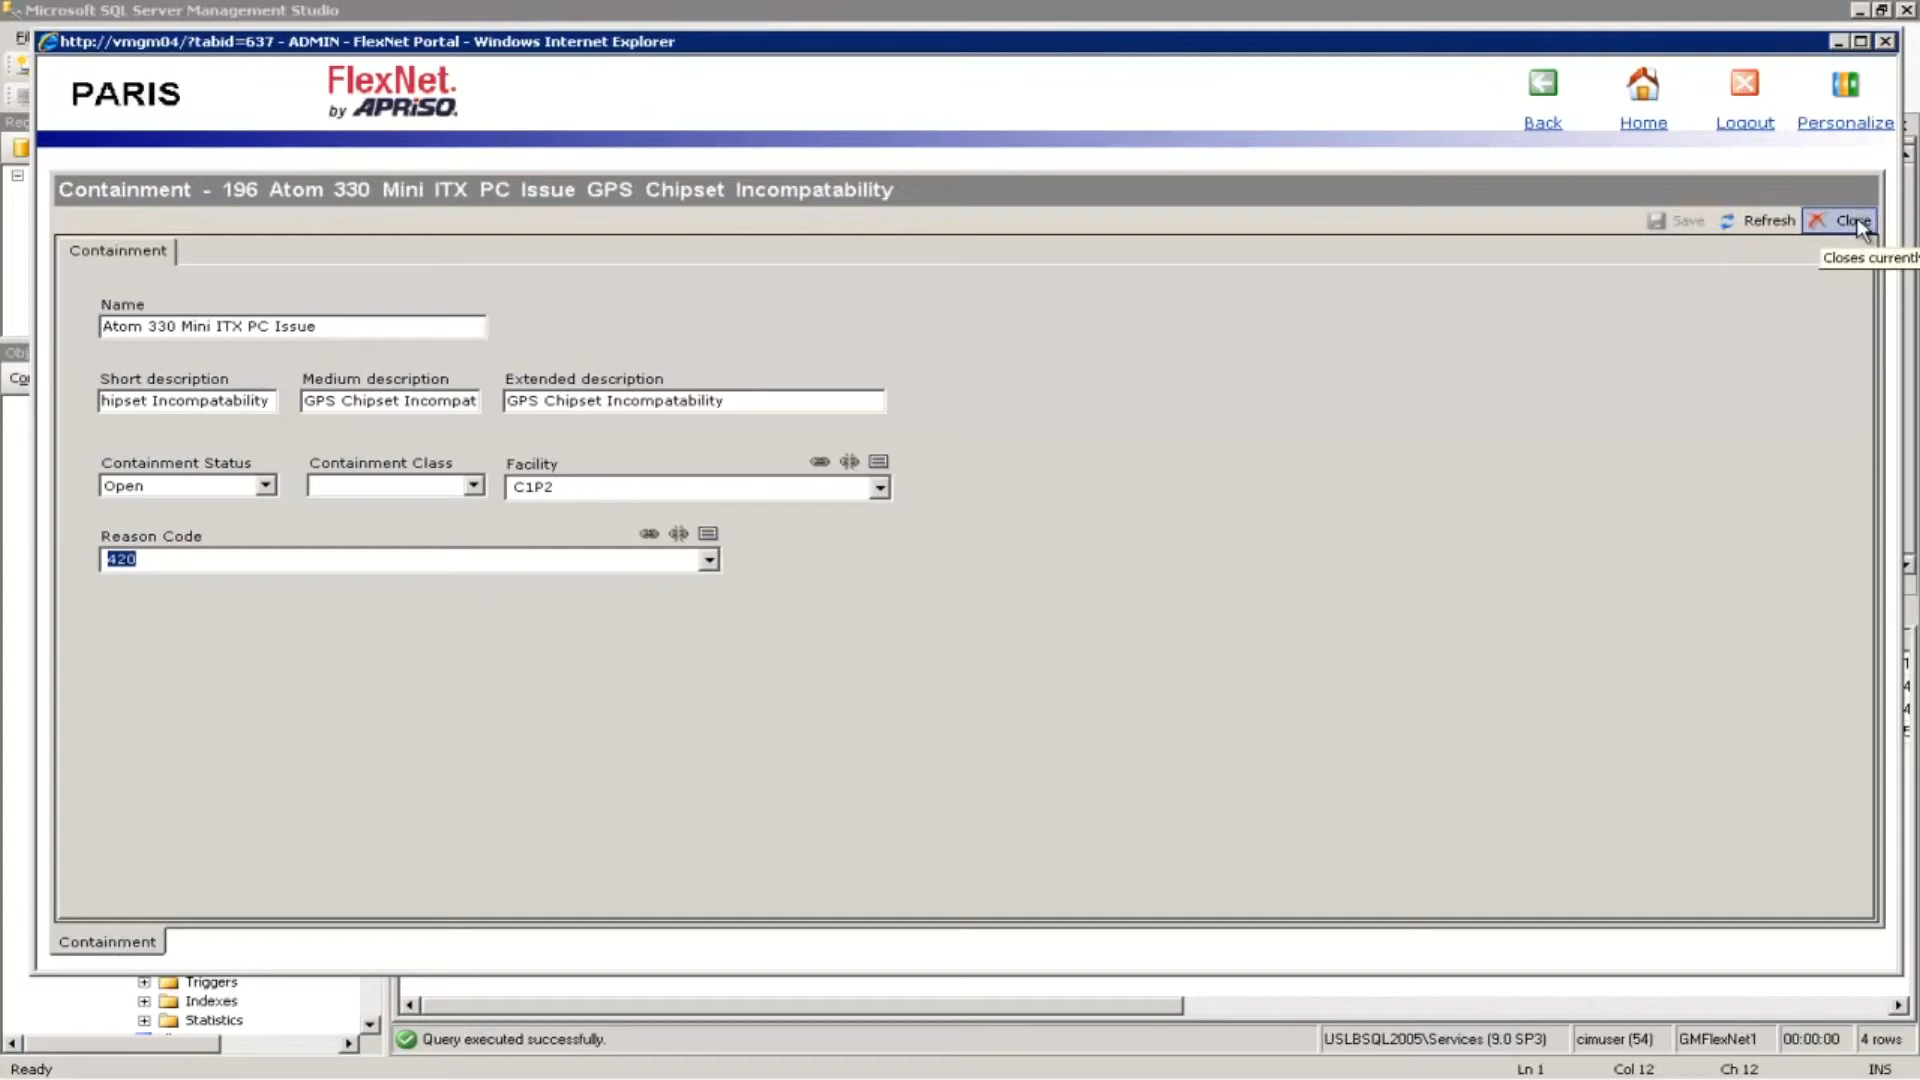 Microsoft SQL Server Management Studio
http://vmgm04/?tabid=637 - ADMIN - FlexNet Portal - Windows Internet Explorer
PARIS
FlexNet.
by APRISO.
Back Home Logout Personalize
Containment - 196 Atom 330 Mini ITX PC Issue GPS Chipset Incompatability
Save Refresh Close
Closes currently
Containment
Name
Atom 330 Mini ITX PC Issue
Short description Medium description Extended description
hipset Incompatability GPS Chipset Incompat GPS Chipset Incompatability
Containment Status Containment Class Facility
Open C1P2
Reason Code
420
Containment
Triggers
Indexes
Statistics
Query executed successfully. USLBSQL2005\Services (9.0 SP3) cimuser (54) GMFlexNet1 00:00:00 4 rows
Ready Ln 1 Col 12 Ch 12 INS